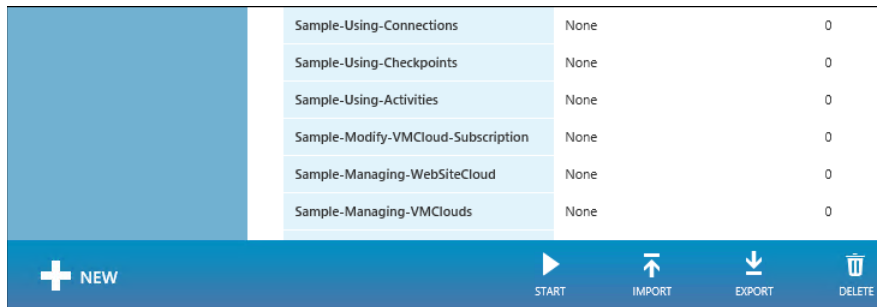 Sample-Using-Connections None 0
Sample-Using-Checkpoints None 0
Sample-Using-Activities None 0
Sample-Modify-VMCloud-Subscription None 0
Sample-Managing-WebSiteCloud None 0
Sample-Managing-VMClouds None 0
NEW
START IMPORT EXPORT DELETE